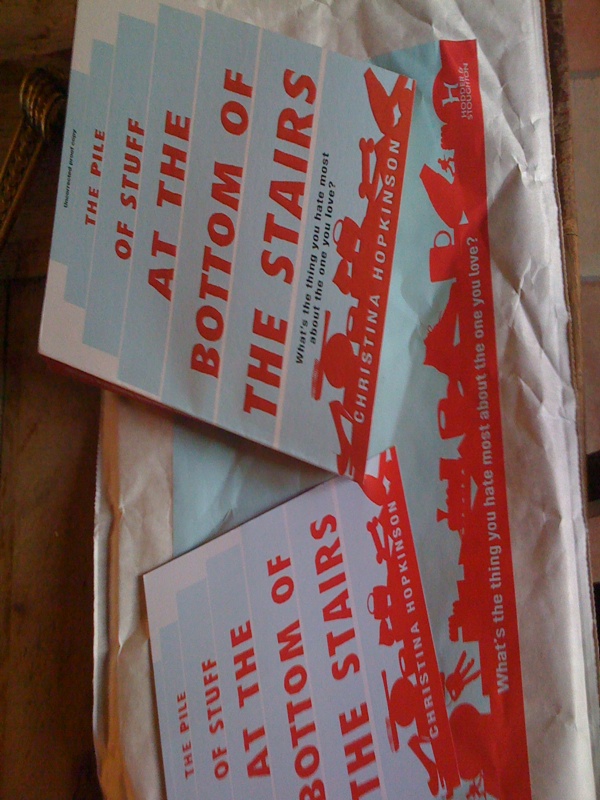 Uncorrected proof copy
THE PILE
OF STUFF
AT THE
BOTTOM OF
THE STAIRS
What's the thing you hate most
about the one you love?
CHRISTINA HOPKINSON
THE PILE
OF STUFF
AT THE
BOTTOM OF
THE STAIRS
CHRISTINA HOPKINSON
What's the thing you hate most about the one you love?
H
HODDER &
STOUGHTON